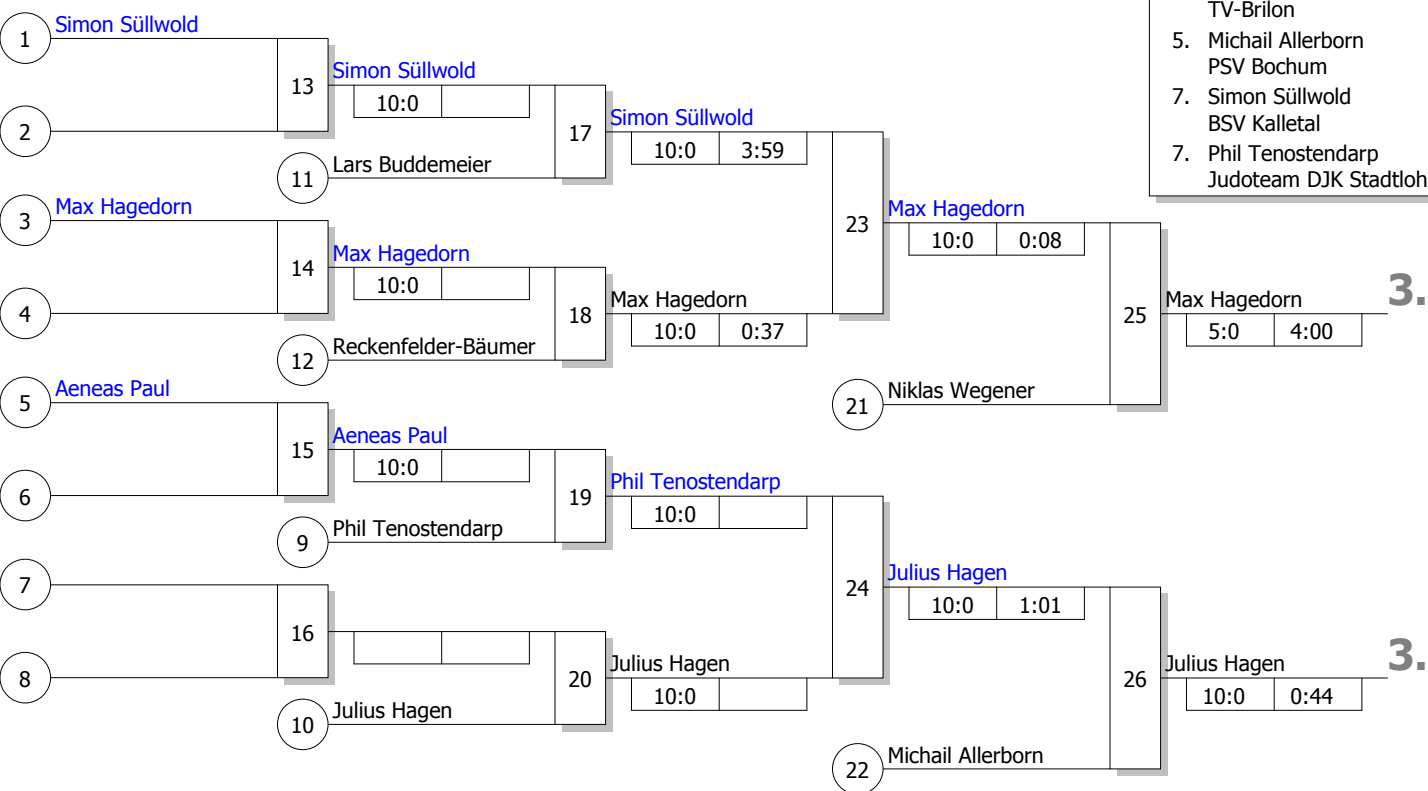 TV-Brilon
5. Michail Allerborn
PSV Bochum
7. Simon Süllwold
BSV Kalletal
7. Phil Tenostendarp
Judoteam DJK Stadtloh
1 Simon Süllwold
2
13 Simon Süllwold
10:0
11 Lars Buddemeier
17 Simon Süllwold
10:0 3:59
3 Max Hagedorn
4
14 Max Hagedorn
10:0
12 Reckenfelder-Bäumer
18 Max Hagedorn
10:0 0:37
23 Max Hagedorn
10:0 0:08
21 Niklas Wegener
25 Max Hagedorn 3.
5:0 4:00
5 Aeneas Paul
6
15 Aeneas Paul
10:0
9 Phil Tenostendarp
19 Phil Tenostendarp
10:0
7
8
16
10 Julius Hagen
20 Julius Hagen
10:0
24 Julius Hagen
10:0 1:01
22 Michail Allerborn
26 Julius Hagen 3.
10:0 0:44